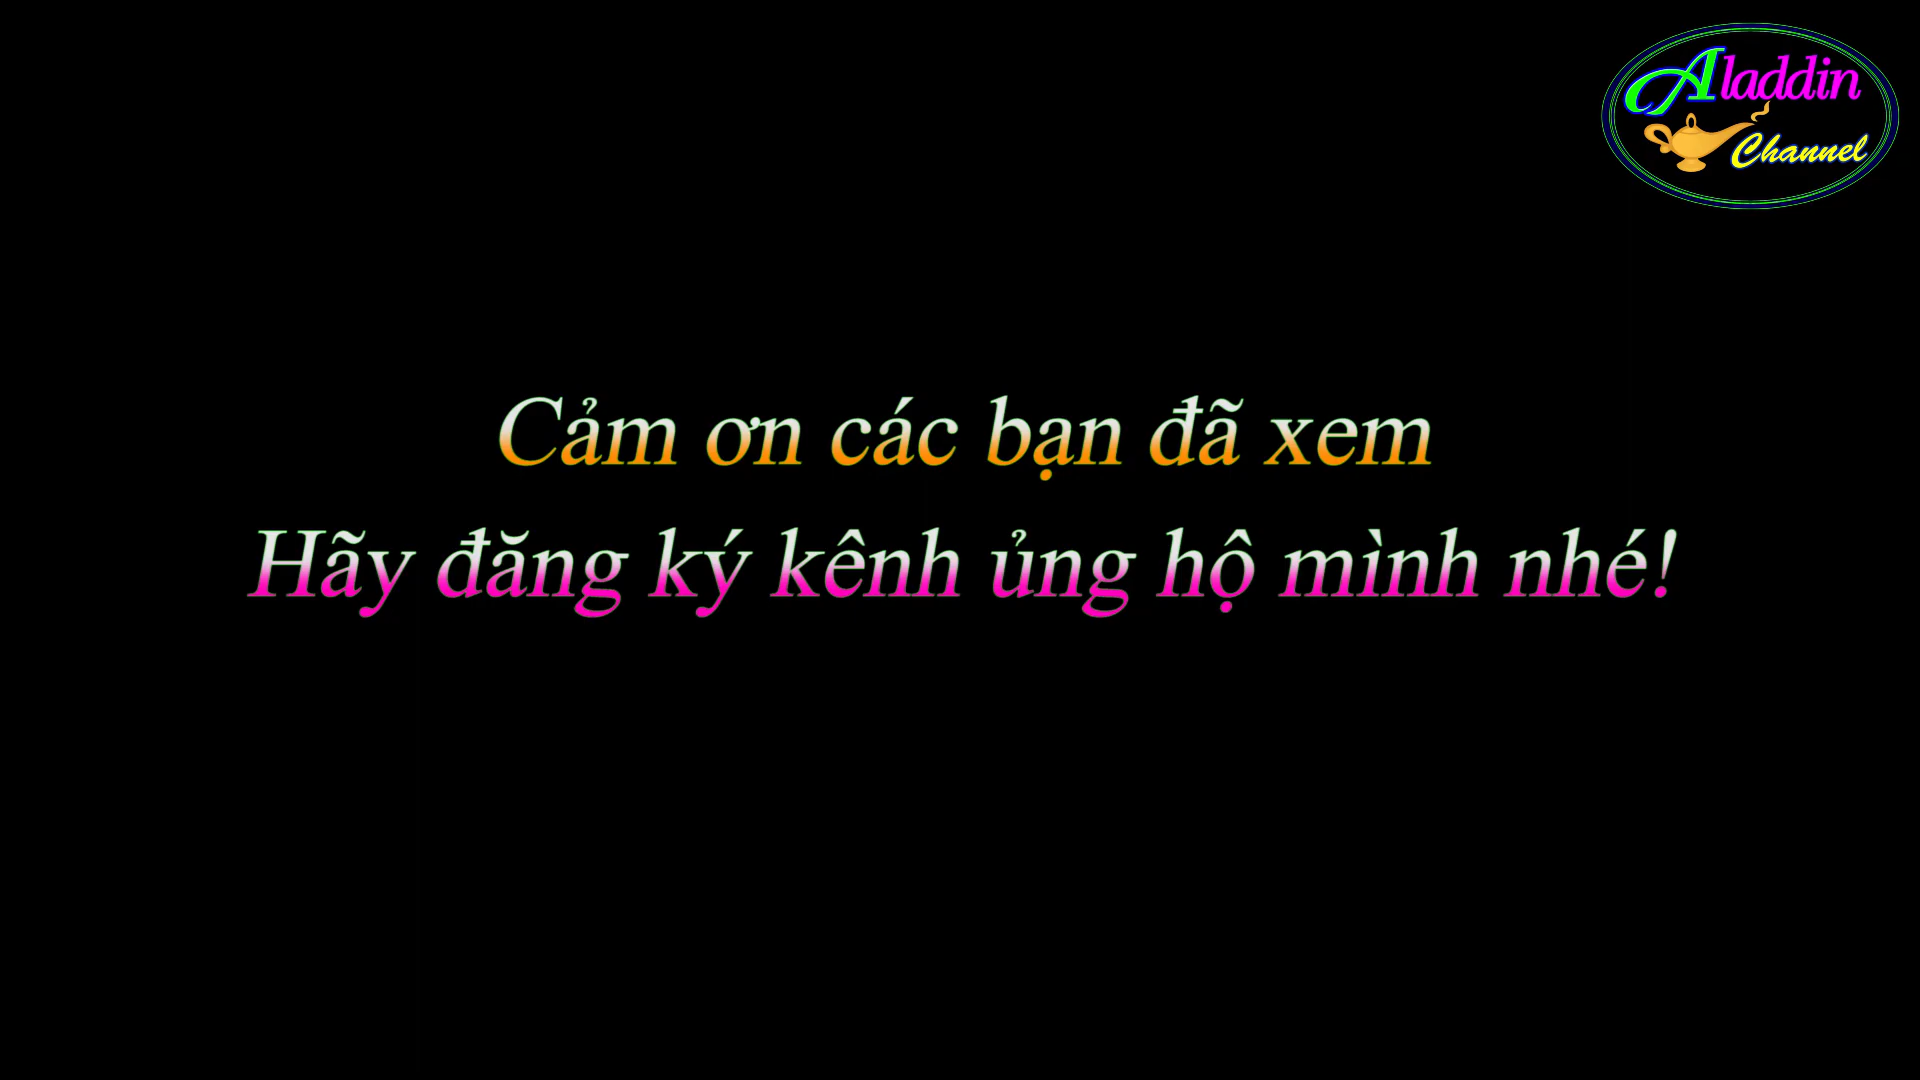 Aladdin
Channel
Cảm ơn các bạn đã xem
Hãy đăng ký kênh ủng hộ mình nhé!